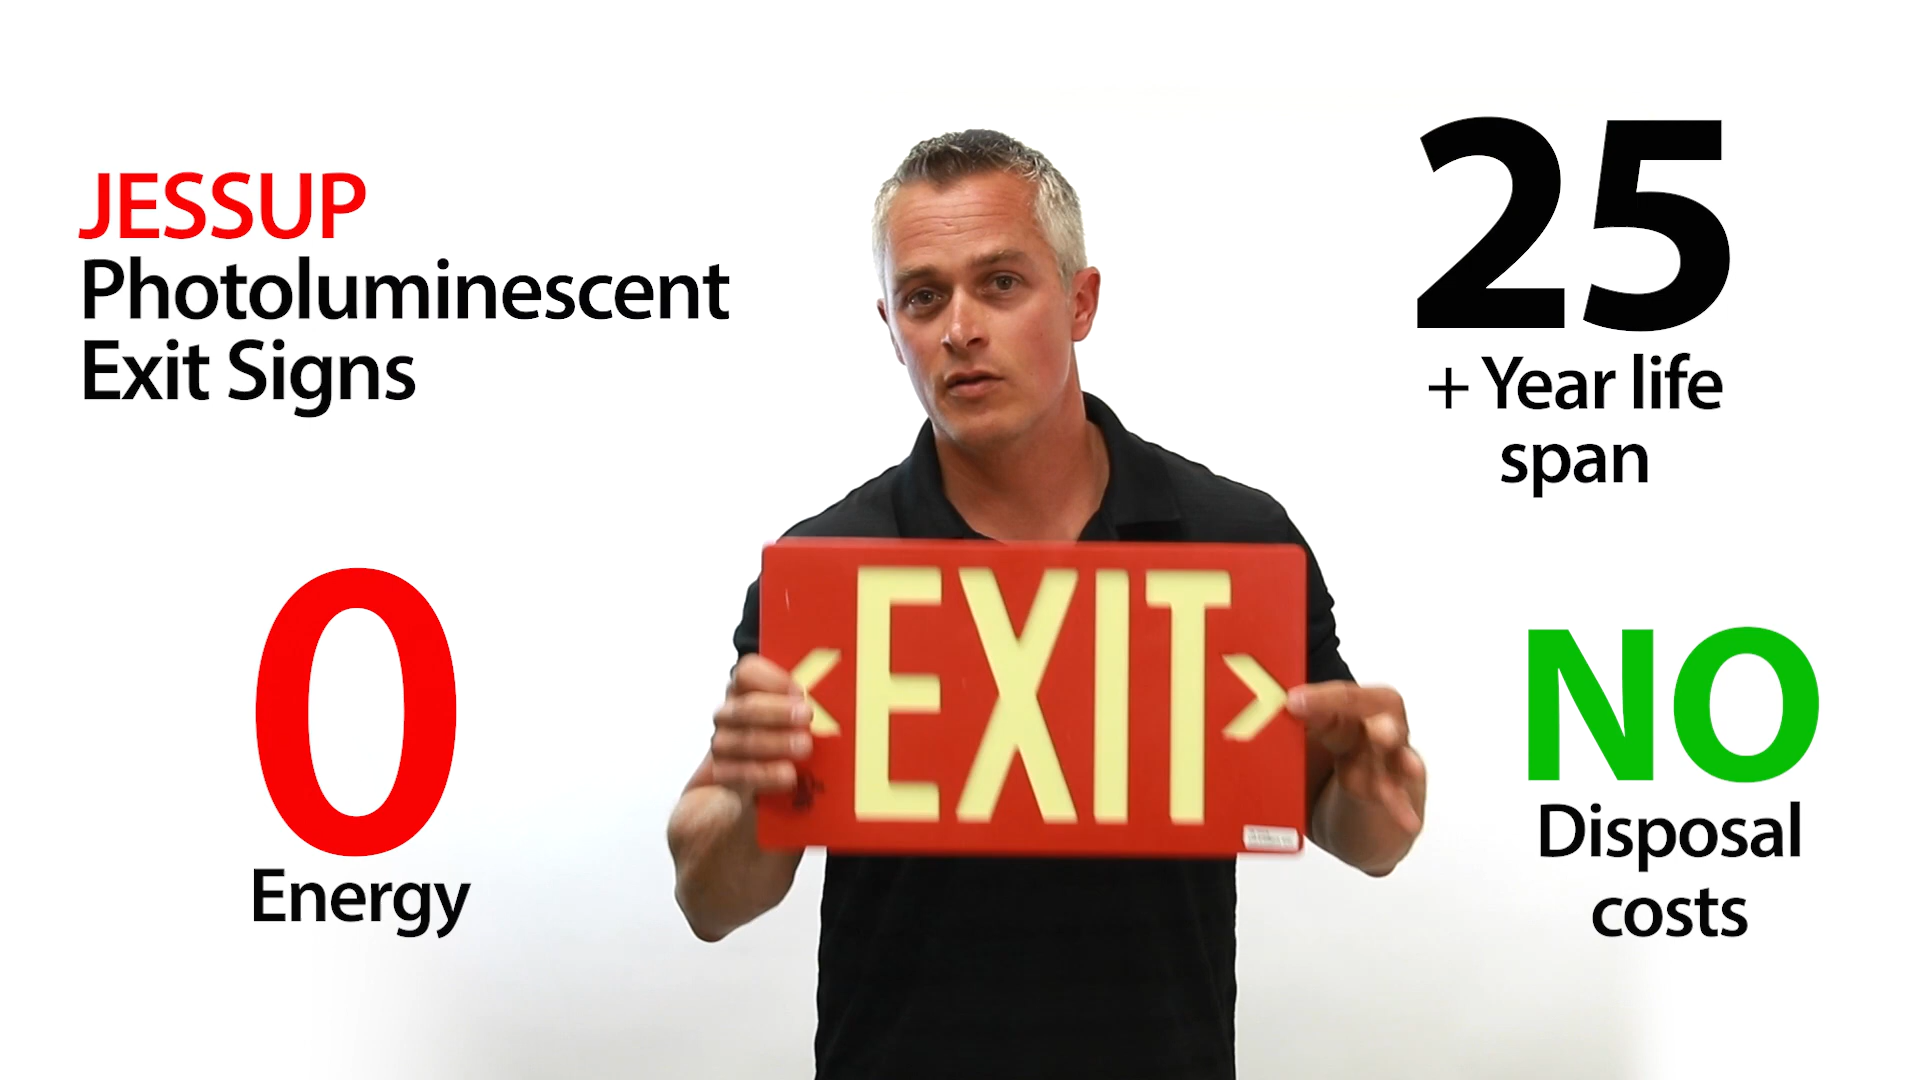 JESSUP
Photoluminescent
Exit Signs
25
+ Year life
span
0
Energy
<EXIT>
NO
Disposal
costs